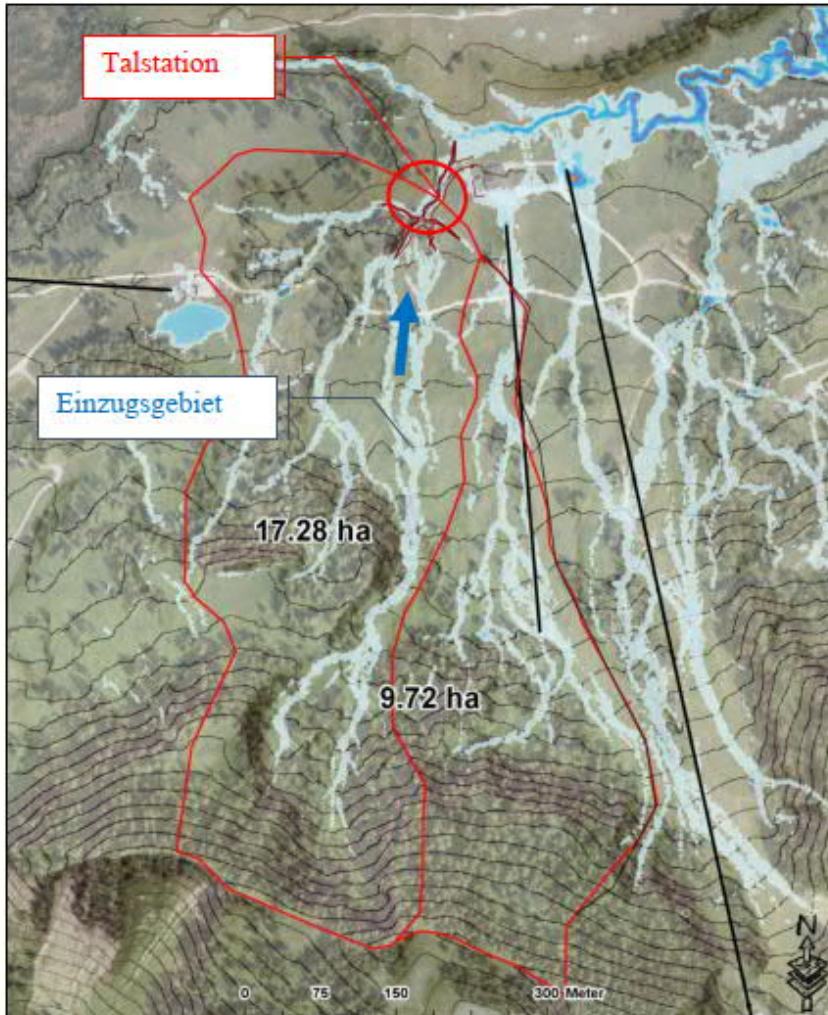 Talstation
Einzugsgebiet
17.28 ha
9.72 ha
0 75 150 300 Meter
N